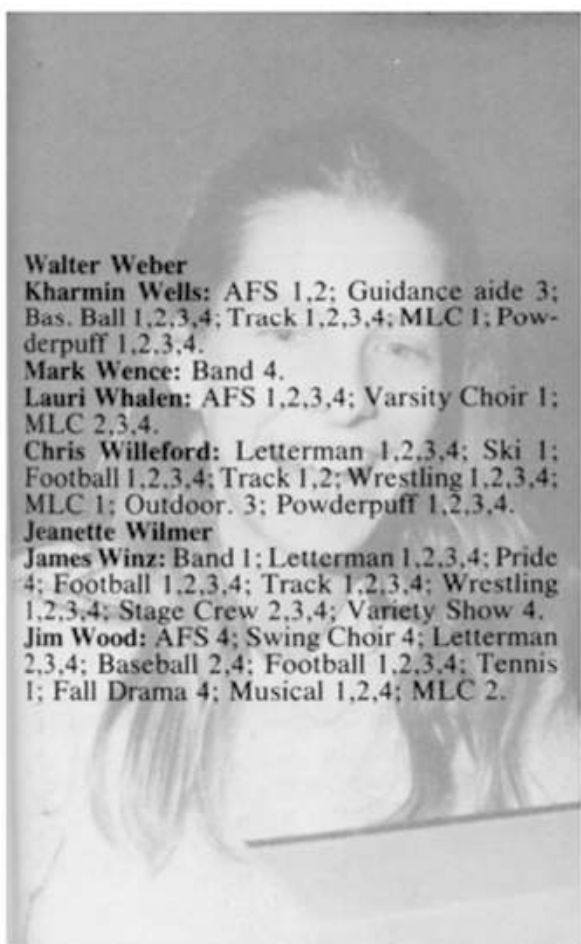 Walter Weber
Kharmin Wells: AFS 1,2; Guidance aide 3;
Bas. Ball 1,2,3,4; Track 1,2,3,4; MLC 1; Pow-
derpuff 1,2,3,4.
Mark Wence: Band 4.
Lauri Whalen: AFS 1,2,3,4; Varsity Choir 1;
MLC 2,3,4.
Chris Willeford: Letterman 1,2,3,4; Ski 1;
Football 1,2,3,4; Track 1,2; Wrestling 1,2,3,4;
MLC 1; Outdoor. 3; Powderpuff 1,2,3,4.
Jeanette Wilmer
James Winz: Band 1; Letterman 1,2,3,4; Pride
4; Football 1,2,3,4; Track 1,2,3,4; Wrestling
1,2,3,4; Stage Crew 2,3,4; Variety Show 4.
Jim Wood: AFS 4; Swing Choir 4; Letterman
2,3,4; Baseball 2,4; Football 1,2,3,4; Tennis
1; Fall Drama 4; Musical 1,2,4; MLC 2.